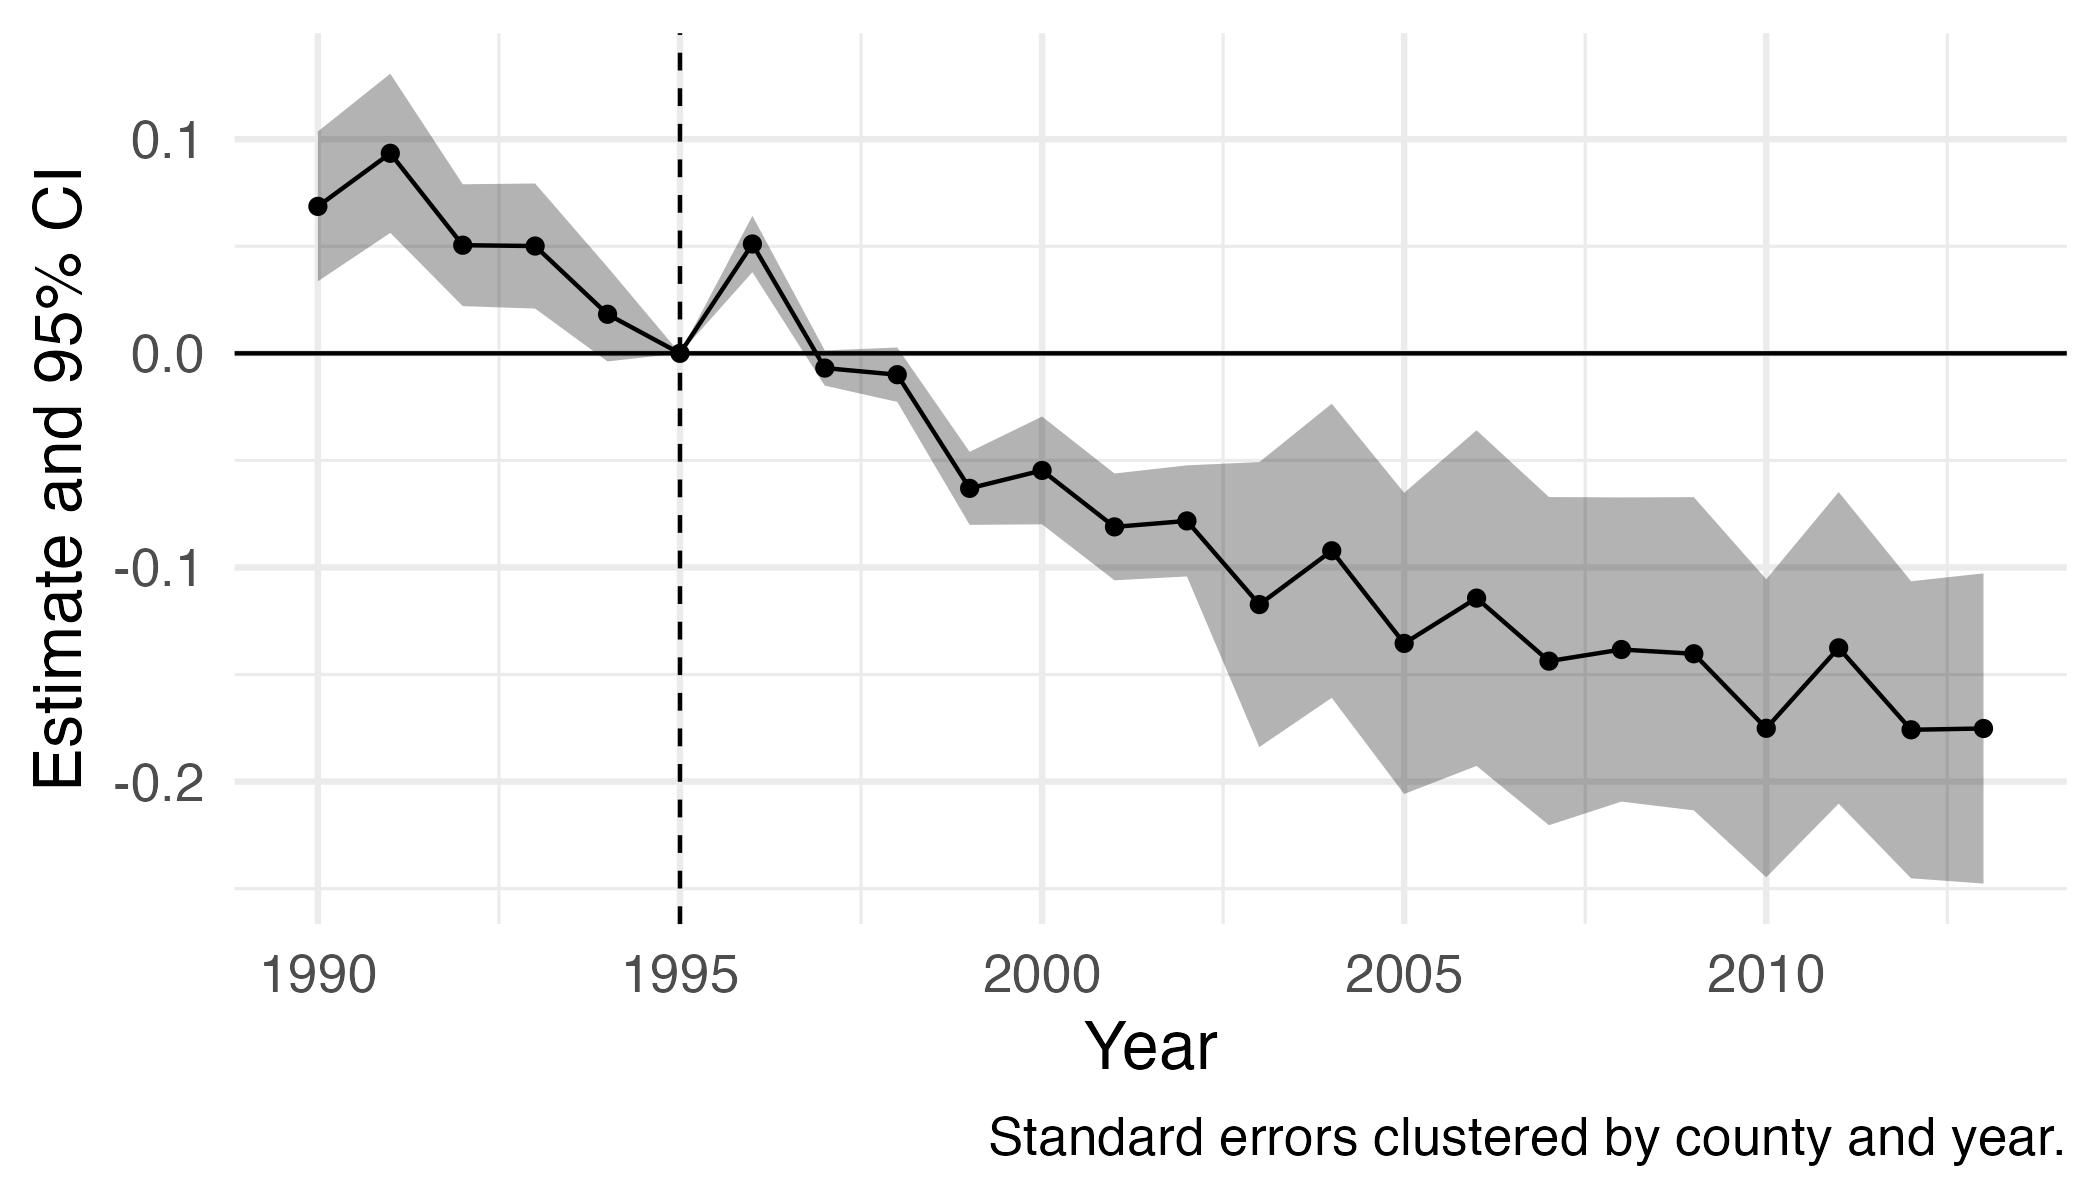 Estimate and 95% CI
0.1
0.0
-0.1
-0.2
1990 1995 2000 2005 2010
Year
Standard errors clustered by county and year.